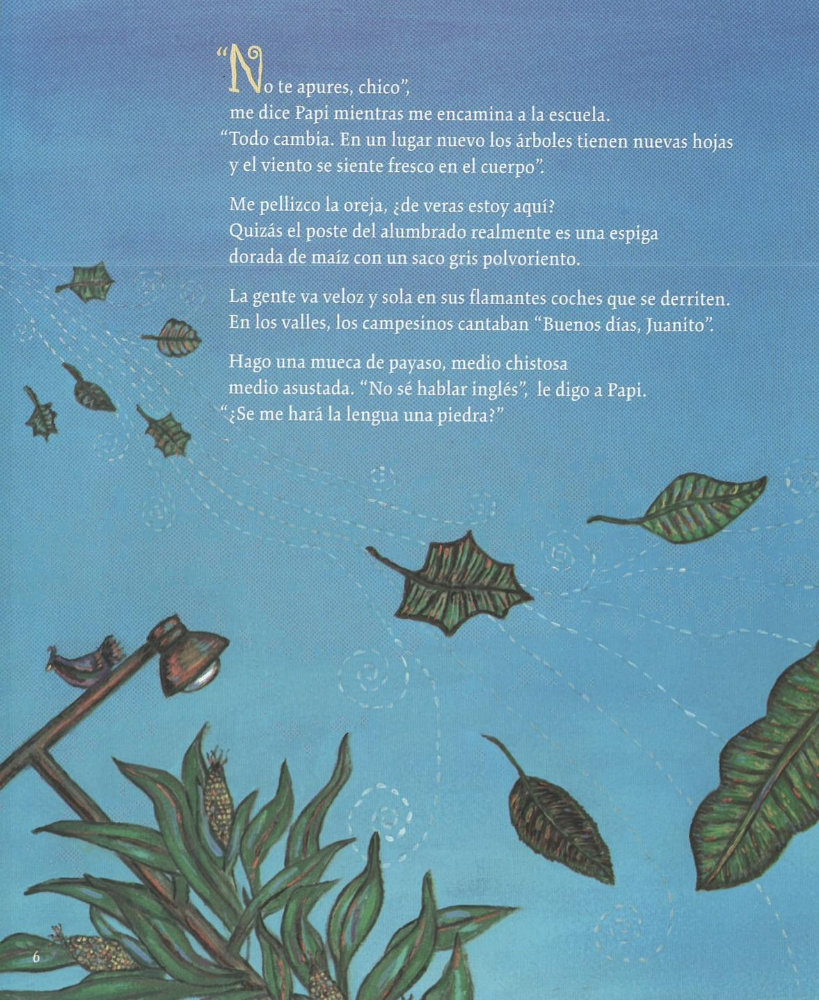 “No te apures, chico”,
me dice Papi mientras me encamina a la escuela.
“Todo cambia. En un lugar nuevo los árboles tienen nuevas hojas
y el viento se siente fresco en el cuerpo”.
Me pellizco la oreja, ¿de veras estoy aquí?
Quizás el poste del alumbrado realmente es una espiga
dorada de maíz con un saco gris polvoriento.
La gente va veloz y sola en sus flamantes coches que se derriten.
En los valles, los campesinos cantaban “Buenos días, Juanito”.
Hago una mueca de payaso, medio chistosa
medio asustada. “No sé hablar inglés”, le digo a Papi.
“¿Se me hará la lengua una piedra?”
6